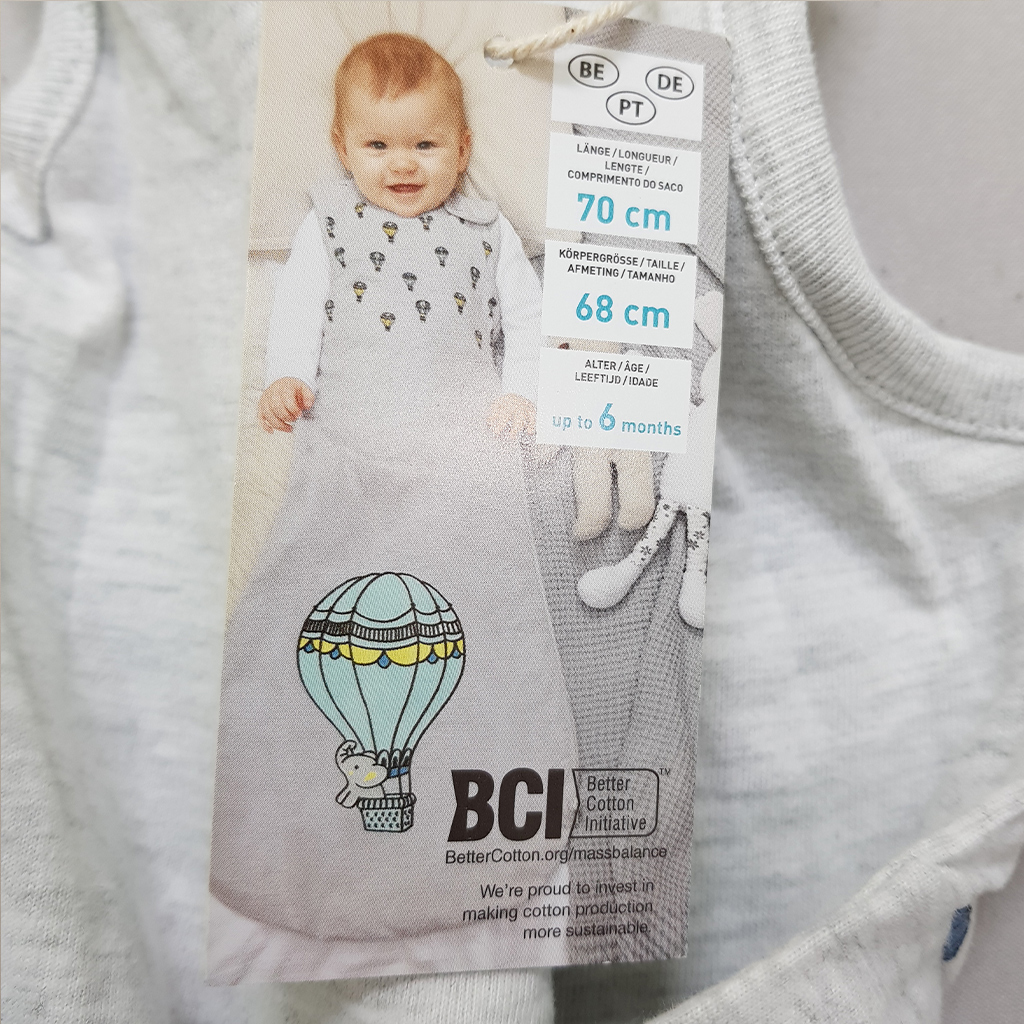 BE
DE
PT
LÄNGE / LONGUEUR /
LENGTE /
COMPRIMENTO DO SACO
70 cm
KÖRPERGRÖSSE / TAILLE /
AFMETING / TAMANHO
68 cm
ALTER / ÂGE /
LEEFTIJD / IDADE
up to 6 months
BCI
Better
Cotton
Initiative
TM
BetterCotton.org/massbalance
We're proud to invest in
making cotton production
more sustainable.